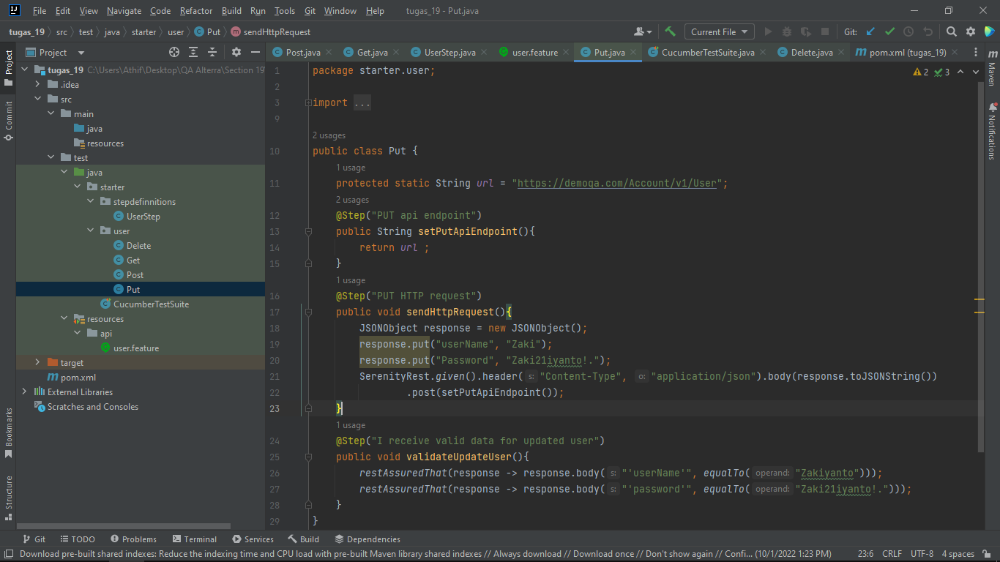 File Edit View Navigate Code Refactor Build Run Tools Git Window Help tugas_19 - Put.java
tugas_19 src test java starter user Put sendHttpRequest Current File Git:
Project
Post.java Get.java UserStep.java user.feature Put.java CucumberTestSuite.java Delete.java pom.xml (tugas_19)
Project
Commit
Bookmarks
Structure
tugas_19 C:\Users\Athif\Desktop\QA Alterra\Section 19
.idea
src
main
java
resources
test
java
starter
stepdefinnitions
UserStep
user
Delete
Get
Post
Put
CucumberTestSuite
resources
api
user.feature
target
pom.xml
External Libraries
Scratches and Consoles
2 3
1 package starter.user;
2
3 import ...
9
2 usages
10 public class Put {
1 usage
11 protected static String url = "https://demoqa.com/Account/v1/User";
2 usages
12 @Step("PUT api endpoint")
13 public String setPutApiEndpoint(){
14 return url ;
15 }
1 usage
16 @Step("PUT HTTP request")
17 public void sendHttpRequest(){
18 JSONObject response = new JSONObject();
19 response.put("userName", "Zaki");
20 response.put("Password", "Zaki21iyanto!.");
21 SerenityRest.given().header( s: "Content-Type", o: "application/json").body(response.toJSONString())
22 .post(setPutApiEndpoint());
23 }
1 usage
24 @Step("I receive valid data for updated user")
25 public void validateUpdateUser(){
26 restAssuredThat(response -> response.body( s: "'userName'", equalTo( operand: "Zakiyanto")));
27 restAssuredThat(response -> response.body( s: "'password'", equalTo( operand: "Zaki21iyanto!.")));
28 }
29 }
Maven
Notifications
Git TODO Problems Terminal Services Build Dependencies
Download pre-built shared indexes: Reduce the indexing time and CPU load with pre-built Maven library shared indexes // Always download // Download once // Don't show again // Confi... (10/1/2022 1:23 PM) 23:6 CRLF UTF-8 4 spaces